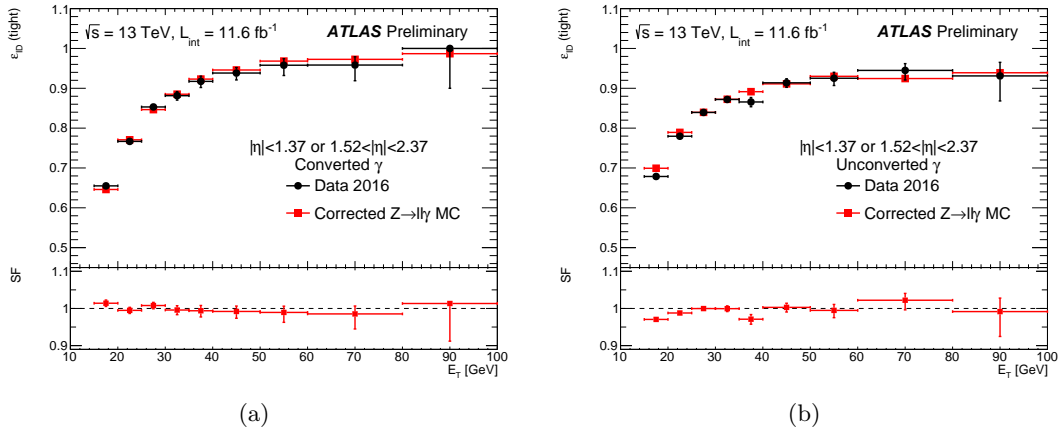 √s = 13 TeV, L_int = 11.6 fb⁻¹ ATLAS Preliminary
ε_ID (tight)
1.1
1
0.9
0.8
0.7
0.6
0.5
|η|<1.37 or 1.52<|η|<2.37
Converted γ
Data 2016
Corrected Z→llγ MC
SF
1.1
1
0.9
10 20 30 40 50 60 70 80 90 100
E_T [GeV]
(a)
√s = 13 TeV, L_int = 11.6 fb⁻¹ ATLAS Preliminary
ε_ID (tight)
1.1
1
0.9
0.8
0.7
0.6
0.5
|η|<1.37 or 1.52<|η|<2.37
Unconverted γ
Data 2016
Corrected Z→llγ MC
SF
1.1
1
0.9
10 20 30 40 50 60 70 80 90 100
E_T [GeV]
(b)